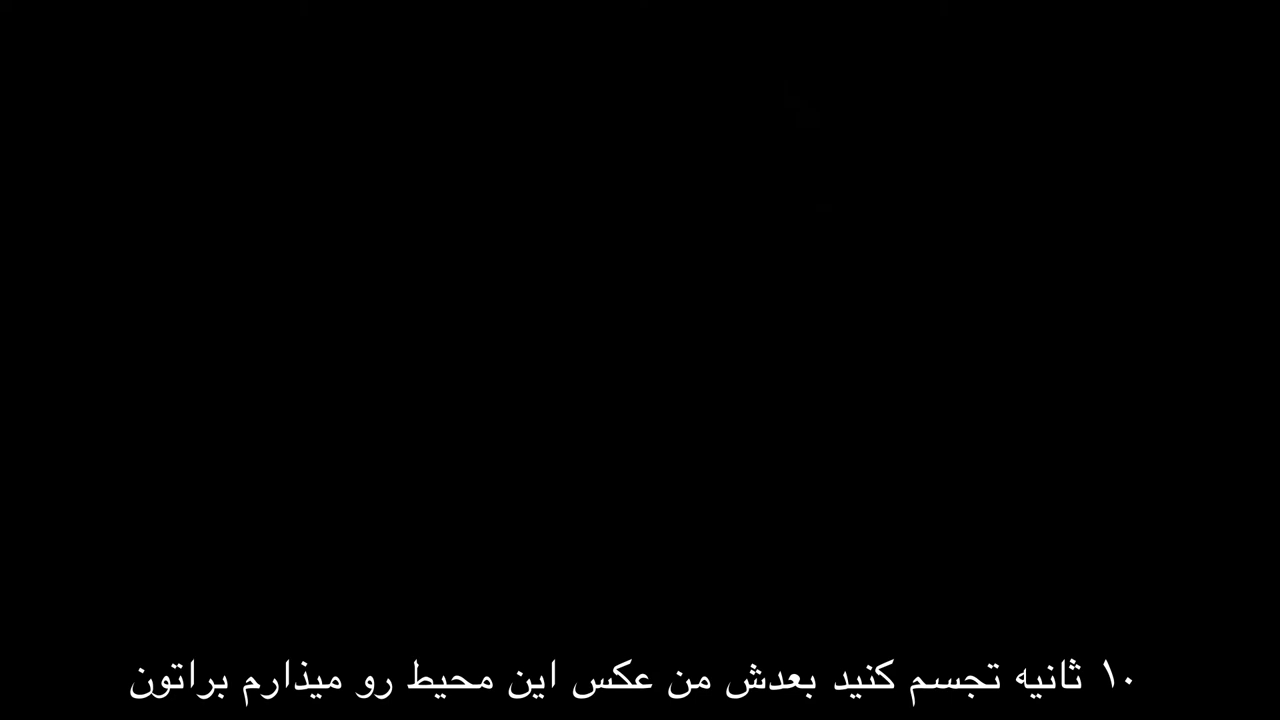 ۱۰ ثانیه تجسم کنید بعدش من عکس این محیط رو میذارم براتون